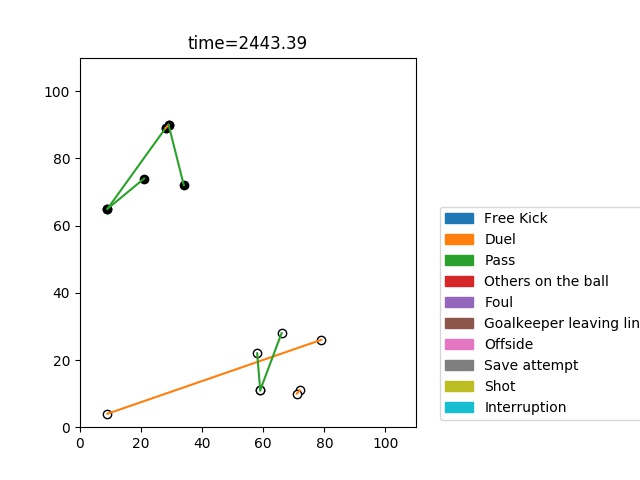 time=2443.39
100
80
60
40
20
0
0 20 40 60 80 100
Free Kick
Duel
Pass
Others on the ball
Foul
Goalkeeper leaving lin
Offside
Save attempt
Shot
Interruption